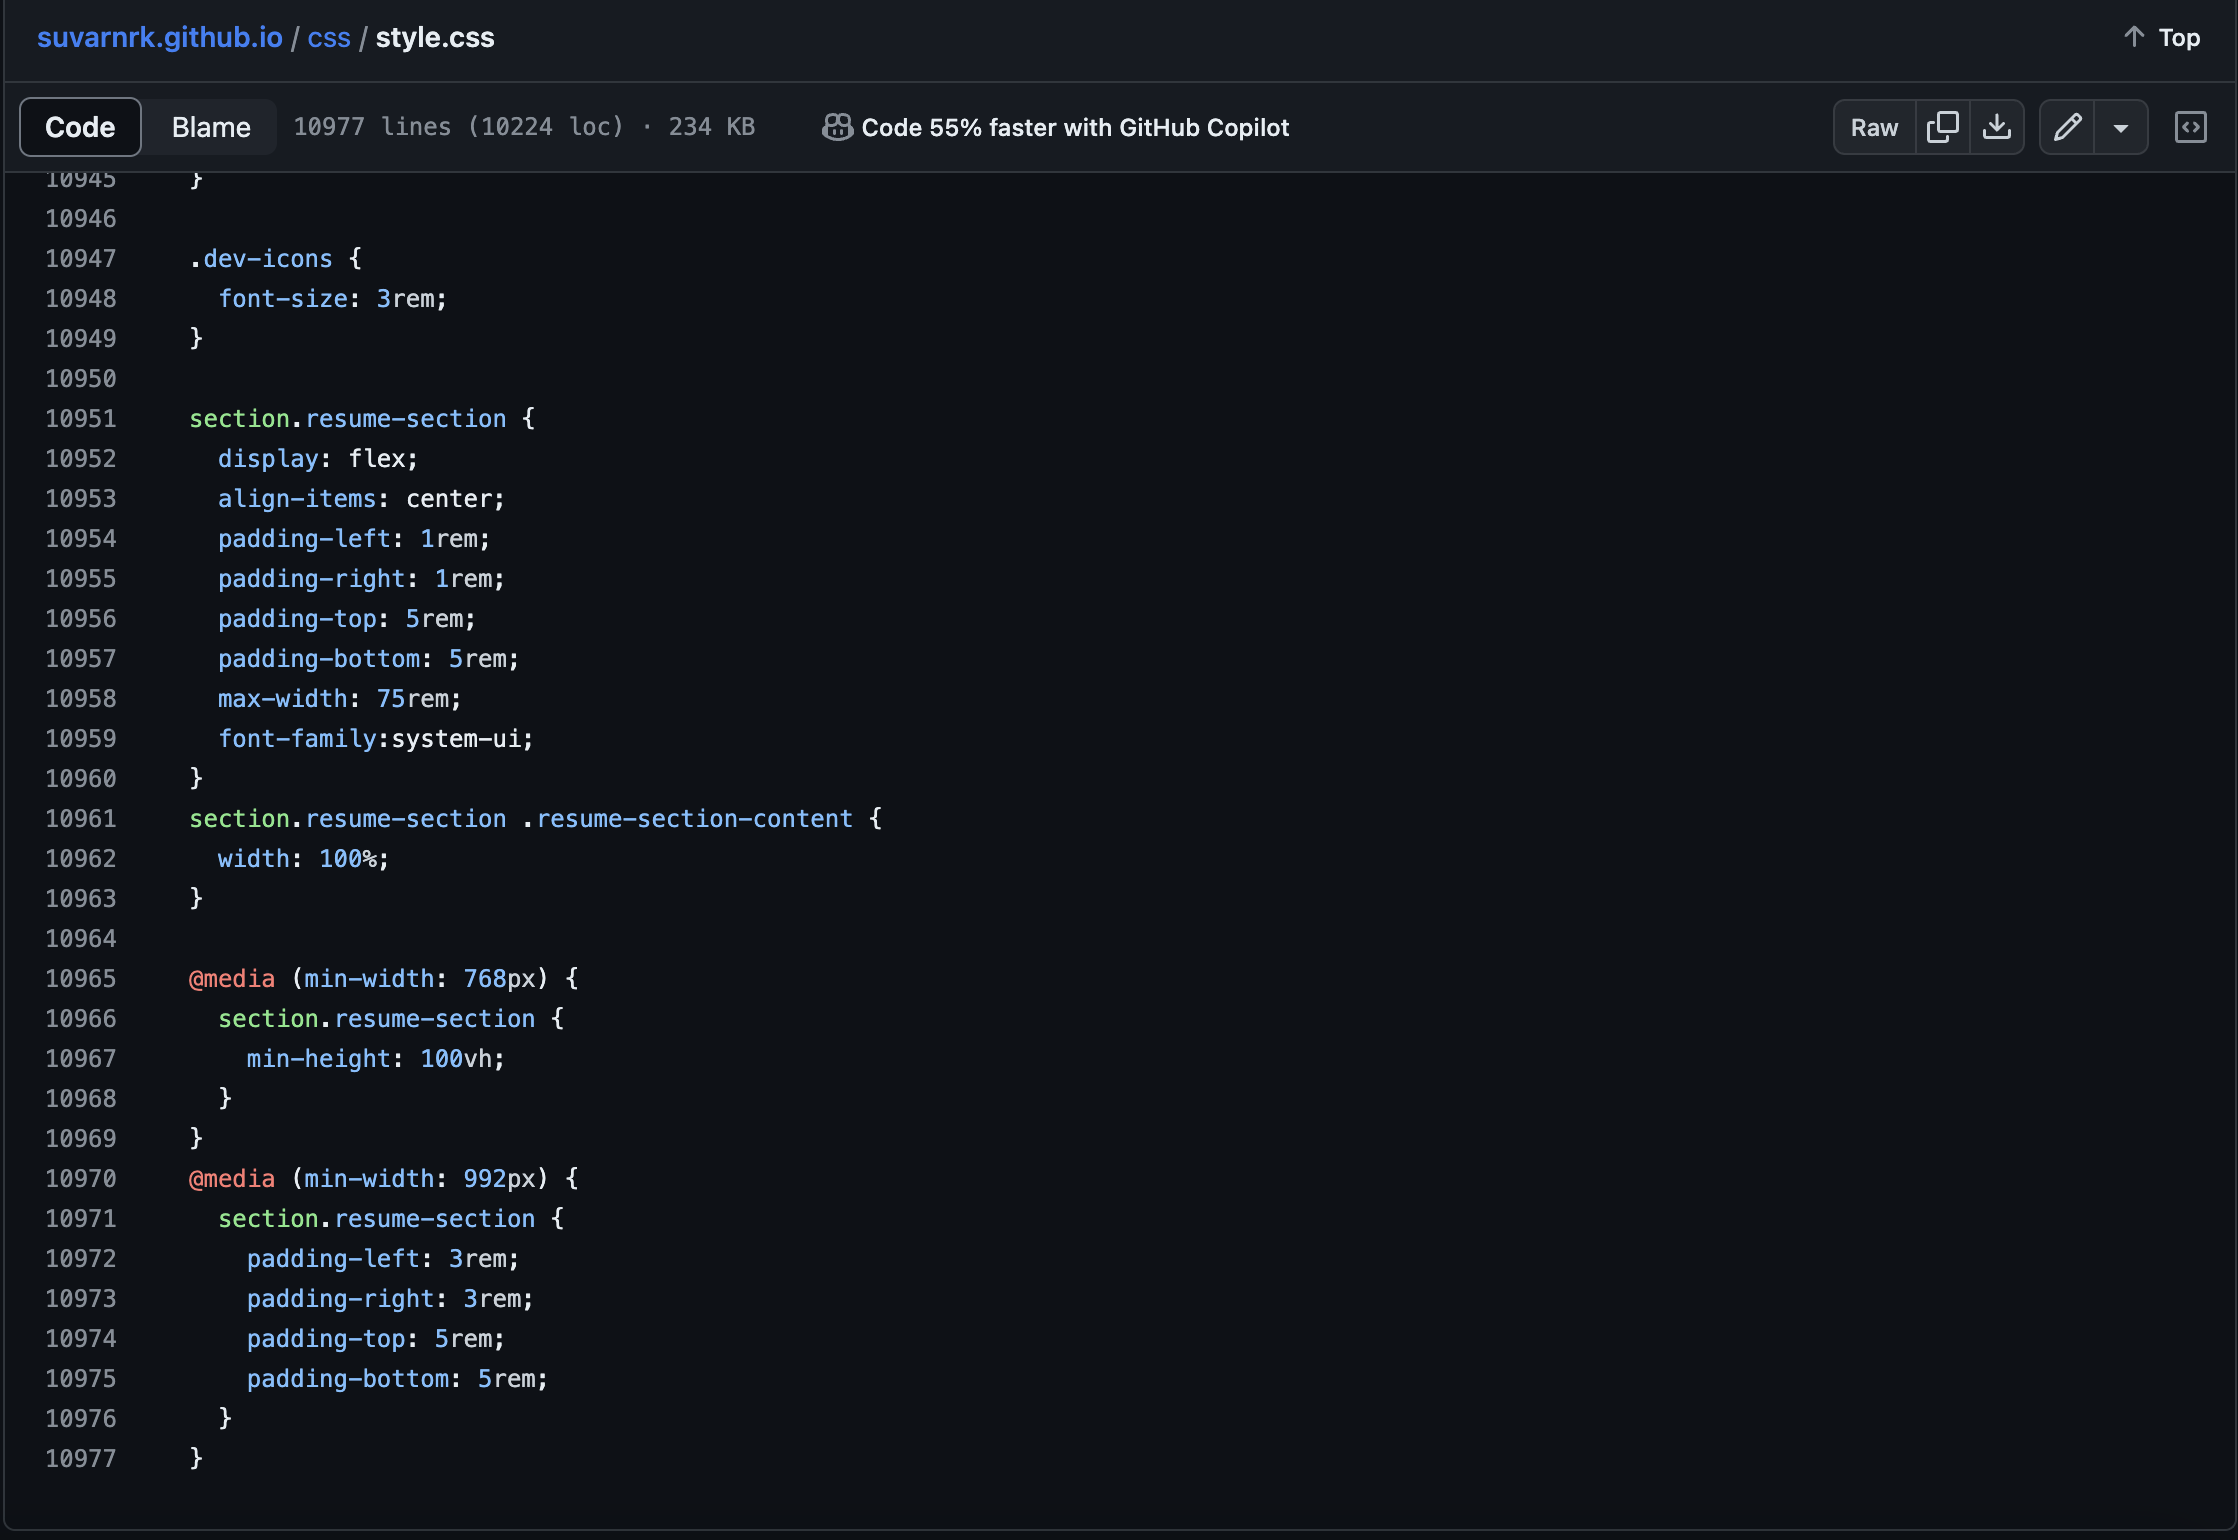 suvarnrk.github.io / css / style.css
Top
Code Blame 10977 lines (10224 loc) · 234 KB Code 55% faster with GitHub Copilot Raw
10945 }
10946
10947 .dev-icons {
10948   font-size: 3rem;
10949 }
10950
10951 section.resume-section {
10952   display: flex;
10953   align-items: center;
10954   padding-left: 1rem;
10955   padding-right: 1rem;
10956   padding-top: 5rem;
10957   padding-bottom: 5rem;
10958   max-width: 75rem;
10959   font-family:system-ui;
10960 }
10961 section.resume-section .resume-section-content {
10962   width: 100%;
10963 }
10964
10965 @media (min-width: 768px) {
10966   section.resume-section {
10967     min-height: 100vh;
10968   }
10969 }
10970 @media (min-width: 992px) {
10971   section.resume-section {
10972     padding-left: 3rem;
10973     padding-right: 3rem;
10974     padding-top: 5rem;
10975     padding-bottom: 5rem;
10976   }
10977 }